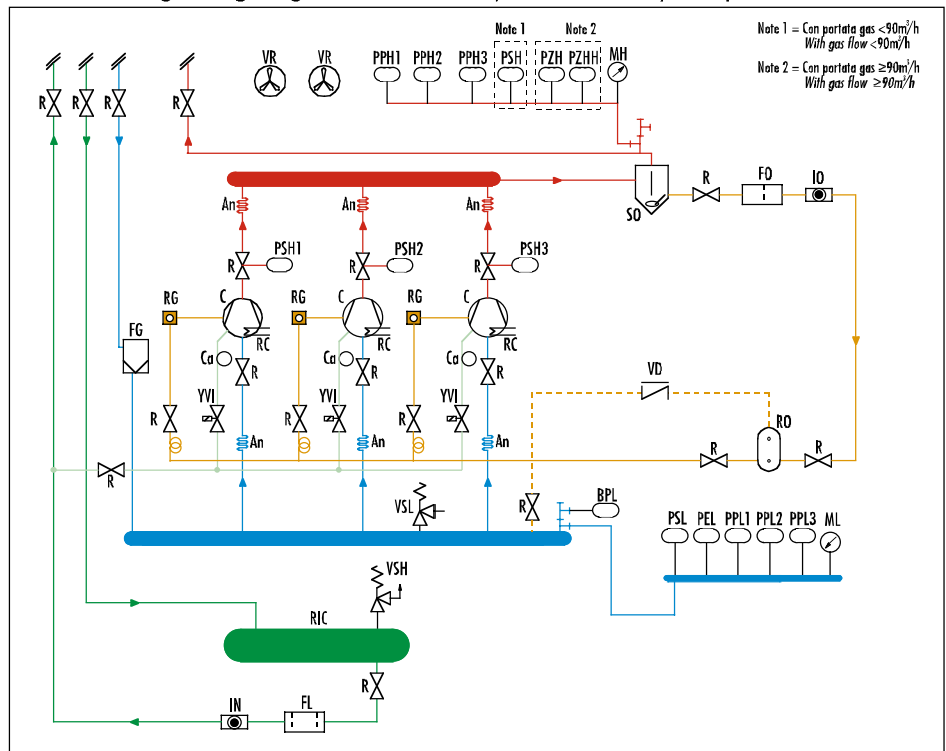 Note 1 = Con portata gas <90m³/h
With gas flow <90m³/h
Note 2 = Con portata gas ≥90m³/h
With gas flow ≥90m³/h
Note 1 Note 2
VR VR PPH1 PPH2 PPH3 PSH PZH PZHH MH
R R R R
SO R FO IO
An An An
R PSH1 R PSH2 R PSH3
RG C RG C RG C
FG
RC RC RC
Ca R Ca R Ca R
VD
YVI YVI YVI
R R R
RO
An An An
R R
R
VSL R BPL
PSL PEL PPL1 PPL2 PPL3 ML
VSH
RIC
R
IN FL